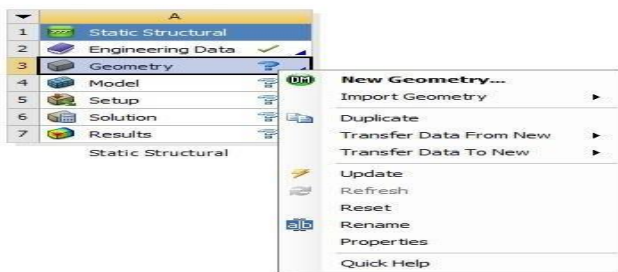 A
1 Static Structural
2 Engineering Data
3 Geometry
4 Model
5 Setup
6 Solution
7 Results
Static Structural
DM New Geometry...
Import Geometry
Duplicate
Transfer Data From New
Transfer Data To New
Update
Refresh
Reset
a|b Rename
Properties
Quick Help